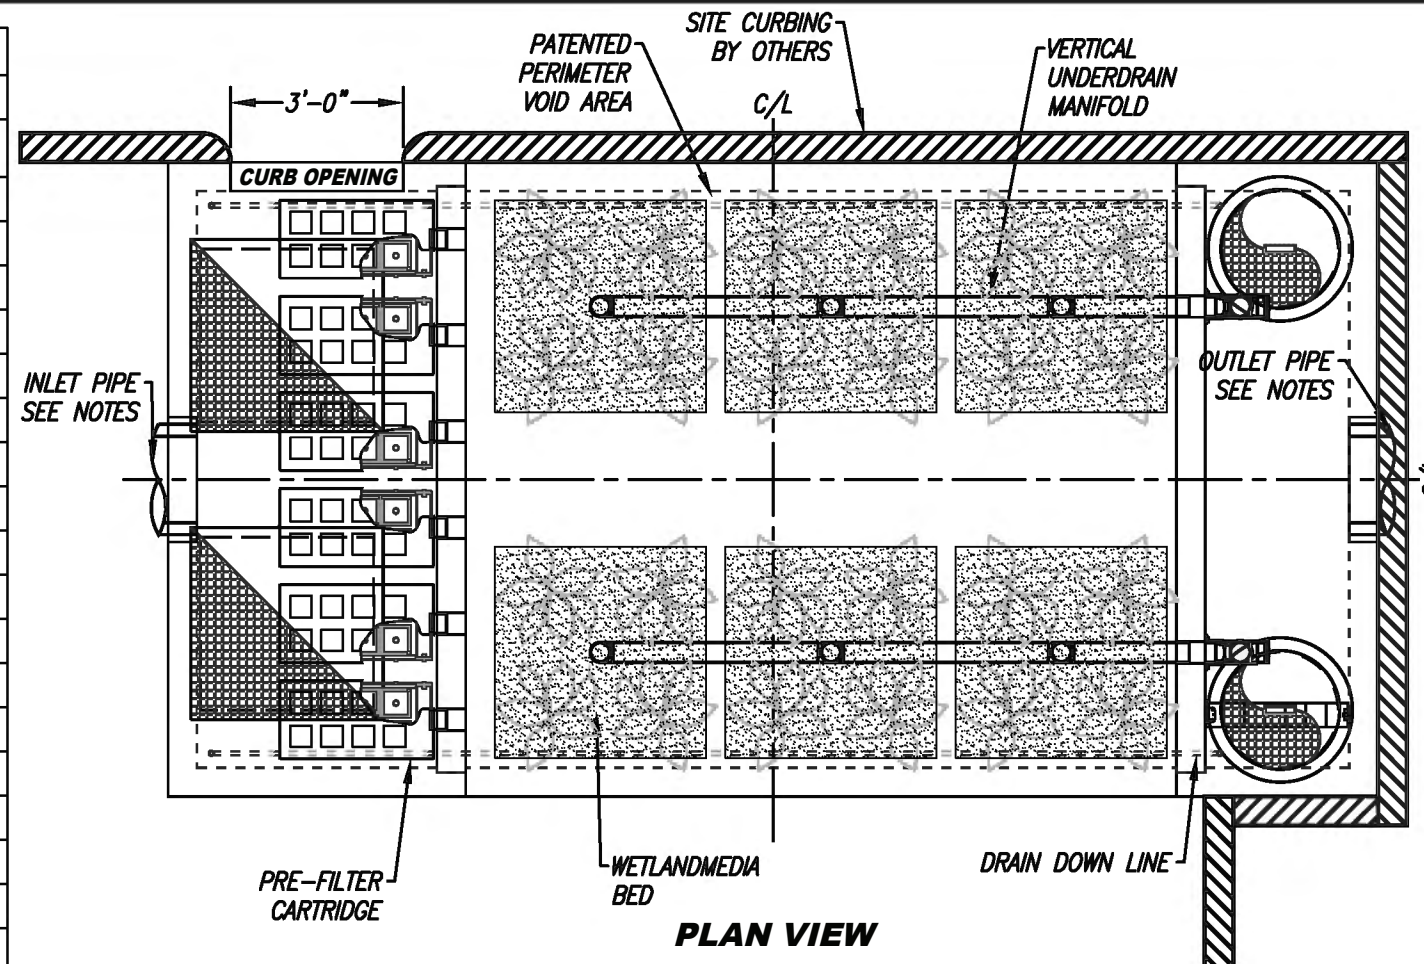 SITE CURBING
BY OTHERS
PATENTED
PERIMETER
VOID AREA
VERTICAL
UNDERDRAIN
MANIFOLD
C/L
3'-0"
CURB OPENING
INLET PIPE
SEE NOTES
OUTLET PIPE
SEE NOTES
PRE-FILTER
CARTRIDGE
WETLANDMEDIA
BED
DRAIN DOWN LINE
PLAN VIEW